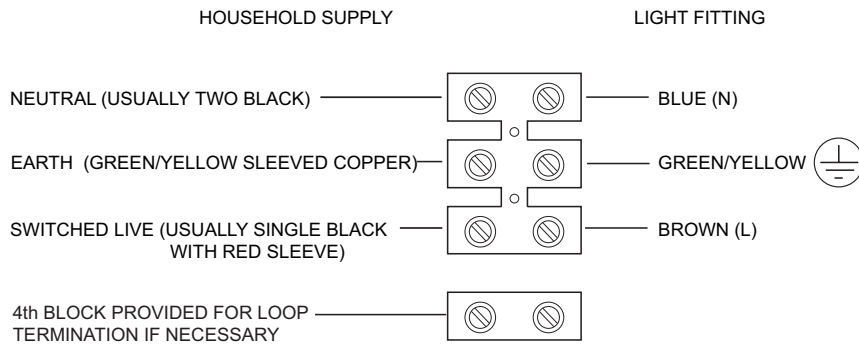 HOUSEHOLD SUPPLY LIGHT FITTING
NEUTRAL (USUALLY TWO BLACK) BLUE (N)
EARTH (GREEN/YELLOW SLEEVED COPPER) GREEN/YELLOW
SWITCHED LIVE (USUALLY SINGLE BLACK BROWN (L)
WITH RED SLEEVE)
4th BLOCK PROVIDED FOR LOOP
TERMINATION IF NECESSARY